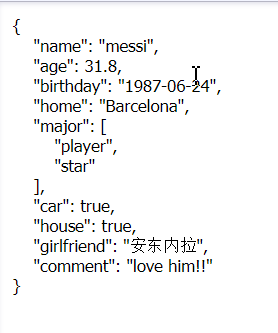 {
    "name": "messi",
    "age": 31.8,
    "birthday": "1987-06-24",
    "home": "Barcelona",
    "major": [
        "player",
        "star"
    ],
    "car": true,
    "house": true,
    "girlfriend": "安东内拉",
    "comment": "love him!!"
}